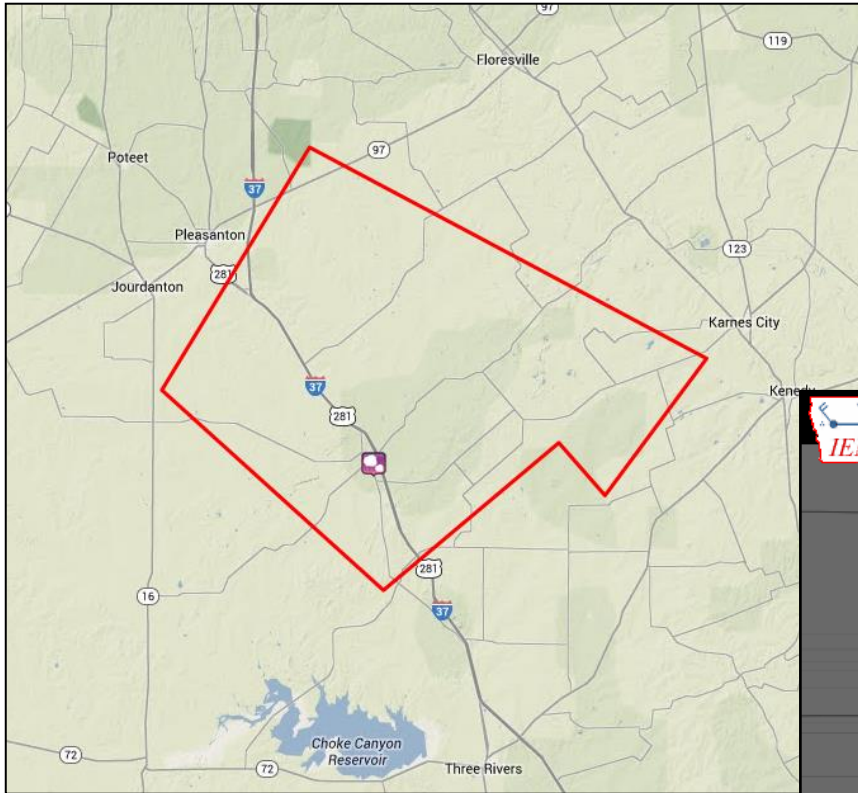 97
119
Floresville
Poteet
97
37
Pleasanton
123
281
Jourdanton
Karnes City
37
Kenedy
281
281
16
37
Choke Canyon
Reservoir
72
72
Three Rivers